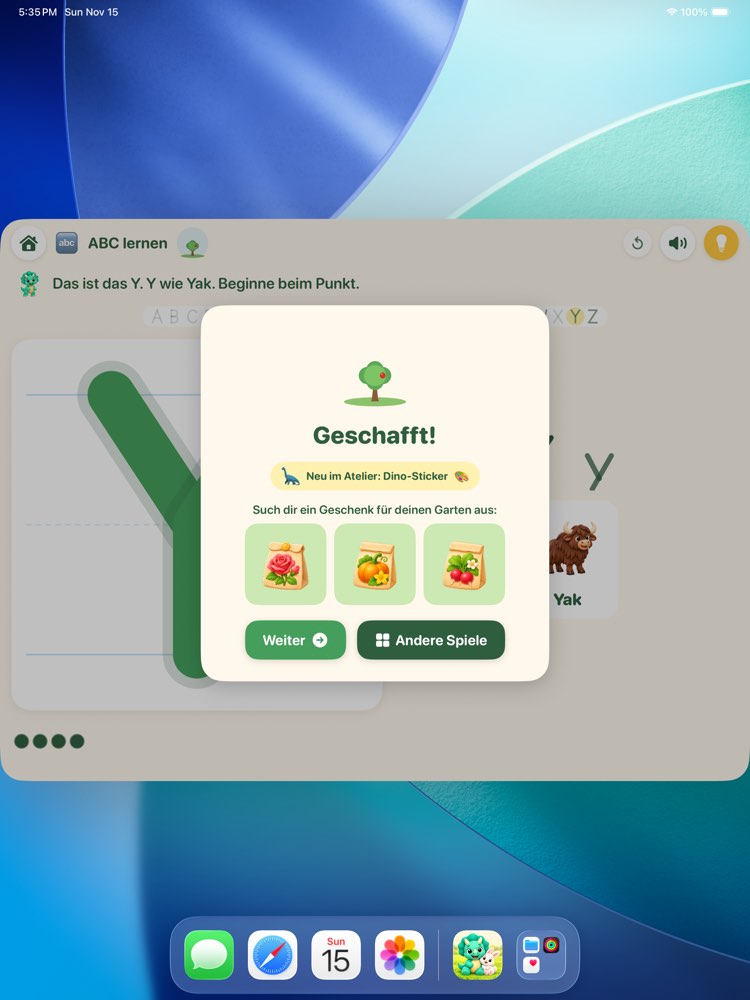 5:35 PM Sun Nov 15
100%
abc
ABC lernen
Das ist das Y. Y wie Yak. Beginne beim Punkt.
A B C
X Y Z
Geschafft!
Neu im Atelier: Dino-Sticker
Such dir ein Geschenk für deinen Garten aus:
y
Yak
Weiter
Andere Spiele
Sun
15